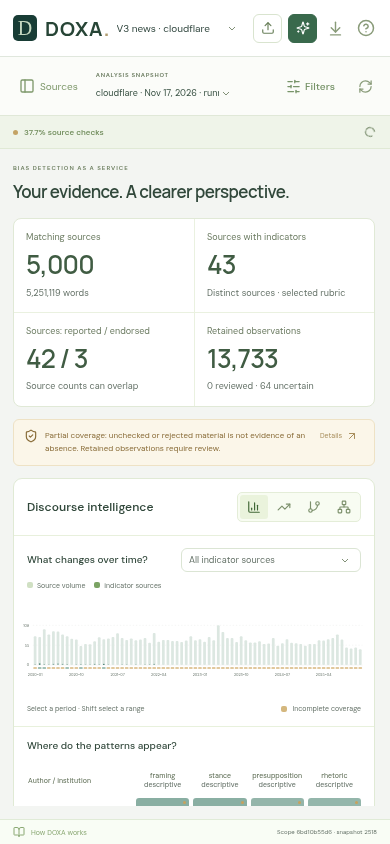 D DOXA. V3 news · cloudflare
Sources
ANALYSIS SNAPSHOT
cloudflare · Nov 17, 2026 · runı
Filters
37.7% source checks
BIAS DETECTION AS A SERVICE
Your evidence. A clearer perspective.
Matching sources
5,000
5,251,119 words
Sources with indicators
43
Distinct sources · selected rubric
Sources: reported / endorsed
42 / 3
Source counts can overlap
Retained observations
13,733
0 reviewed · 64 uncertain
Partial coverage: unchecked or rejected material is not evidence of an
absence. Retained observations require review.
Details
Discourse intelligence
What changes over time?
All indicator sources
Source volume
Indicator sources
0
Select a period · Shift select a range
Incomplete coverage
Where do the patterns appear?
Author / Institution
framing
descriptive
stance
descriptive
presupposition
descriptive
rhetoric
descriptive
How DOXA works
Scope 6bd10b55d6 · snapshot 2518